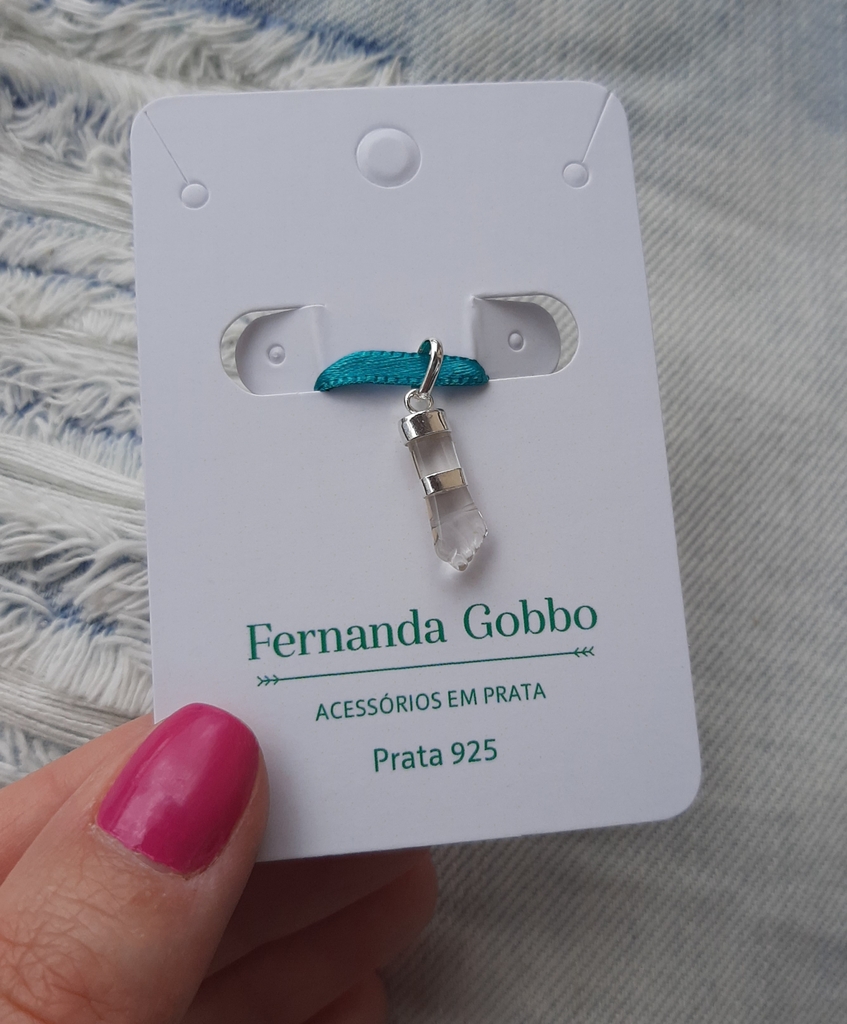 Fernanda Gobbo
ACESSÓRIOS EM PRATA
Prata 925